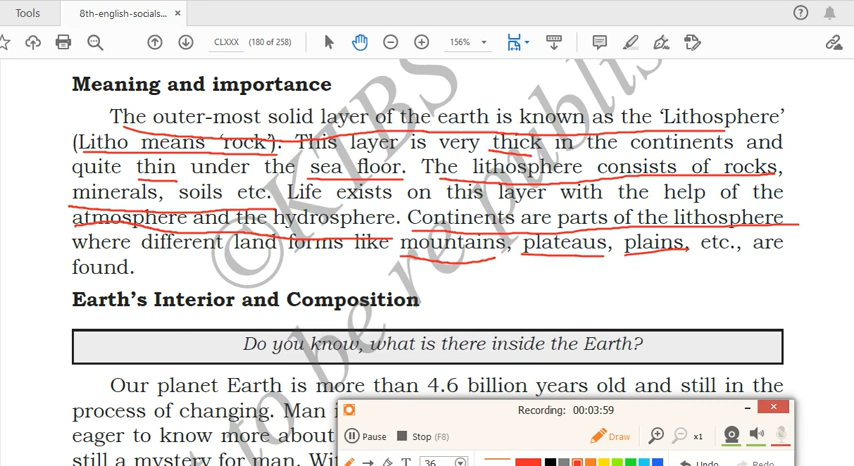 Tools
8th-english-socials...
CLXXX
(180 of 258)
156%
Meaning and importance
The outer-most solid layer of the earth is known as the 'Lithosphere'
(Litho means 'rock'). This layer is very thick in the continents and
quite thin under the sea floor. The lithosphere consists of rocks,
minerals, soils etc. Life exists on this layer with the help of the
atmosphere and the hydrosphere. Continents are parts of the lithosphere
where different land forms like mountains, plateaus, plains, etc., are
found.
Earth's Interior and Composition
Do you know, what is there inside the Earth?
Our planet Earth is more than 4.6 billion years old and still in the
process of changing. Man
eager to know more about
still a mystery for man.
©KTBS
to be republis
Recording: 00:03:59
Pause
Stop (F8)
Draw
x1
T
36
Undo
Redo